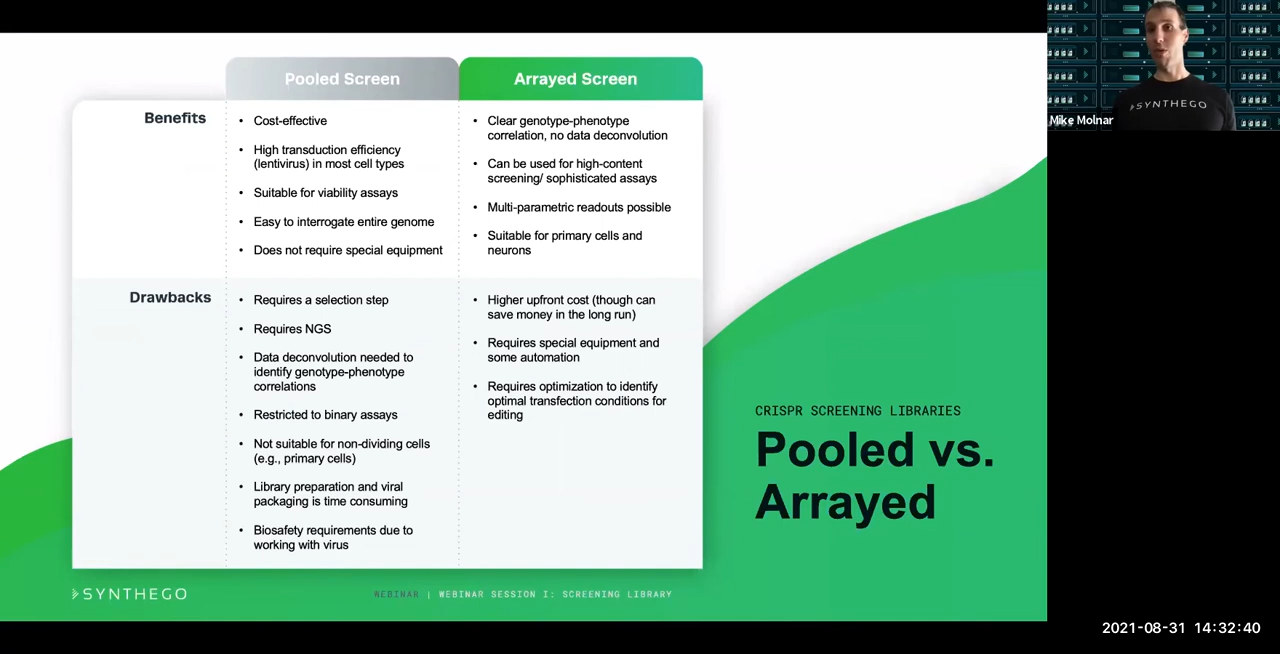 Pooled Screen
Arrayed Screen
Benefits
• Cost-effective
• High transduction efficiency
(lentivirus) in most cell types
• Suitable for viability assays
• Easy to interrogate entire genome
• Does not require special equipment
• Clear genotype-phenotype
correlation, no data deconvolution
• Can be used for high-content
screening/ sophisticated assays
• Multi-parametric readouts possible
• Suitable for primary cells and
neurons
Drawbacks
• Requires a selection step
• Requires NGS
• Data deconvolution needed to
identify genotype-phenotype
correlations
• Restricted to binary assays
• Not suitable for non-dividing cells
(e.g., primary cells)
• Library preparation and viral
packaging is time consuming
• Biosafety requirements due to
working with virus
• Higher upfront cost (though can
save money in the long run)
• Requires special equipment and
some automation
• Requires optimization to identify
optimal transfection conditions for
editing
CRISPR SCREENING LIBRARIES
Pooled vs.
Arrayed
SYNTHEGO
WEBINAR | WEBINAR SESSION I: SCREENING LIBRARY
SYNTHEGO
Mike Molnar
2021-08-31 14:32:40